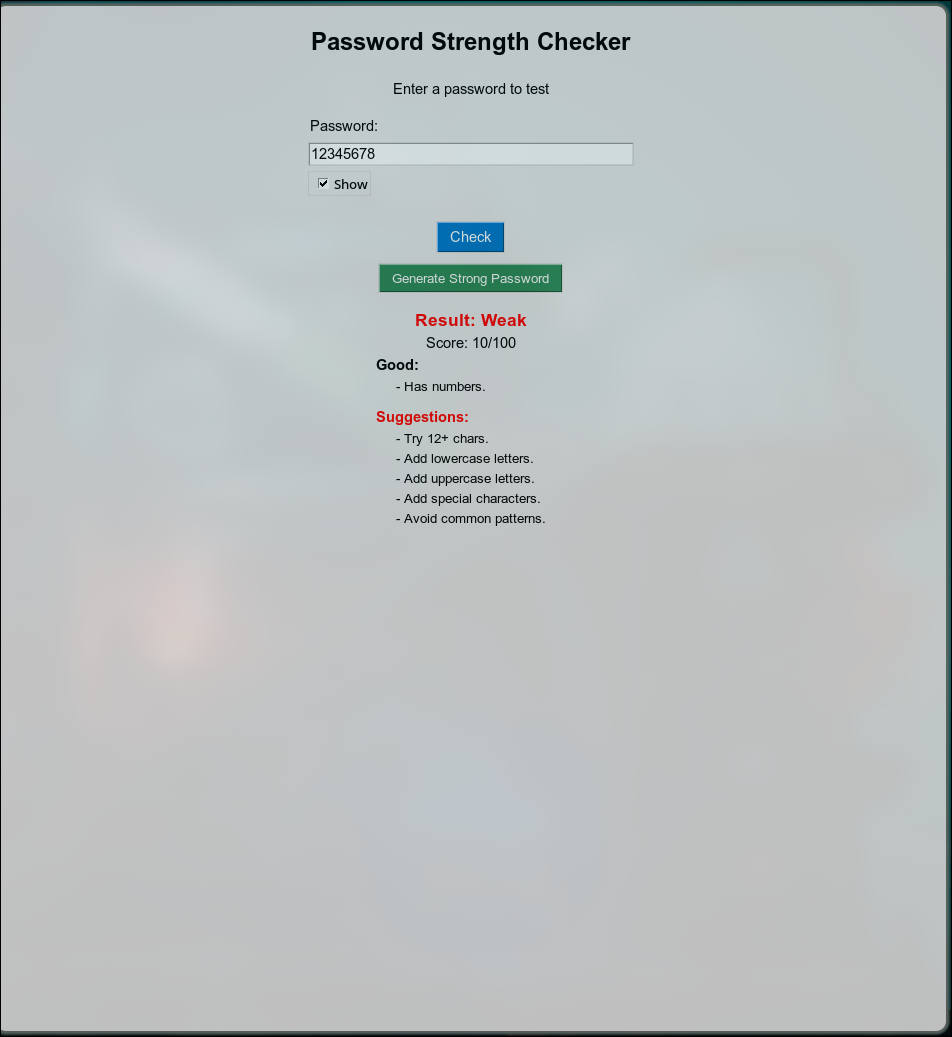 Password Strength Checker
Enter a password to test
Password:
12345678
Show
Check
Generate Strong Password
Result: Weak
Score: 10/100
Good:
- Has numbers.
Suggestions:
- Try 12+ chars.
- Add lowercase letters.
- Add uppercase letters.
- Add special characters.
- Avoid common patterns.